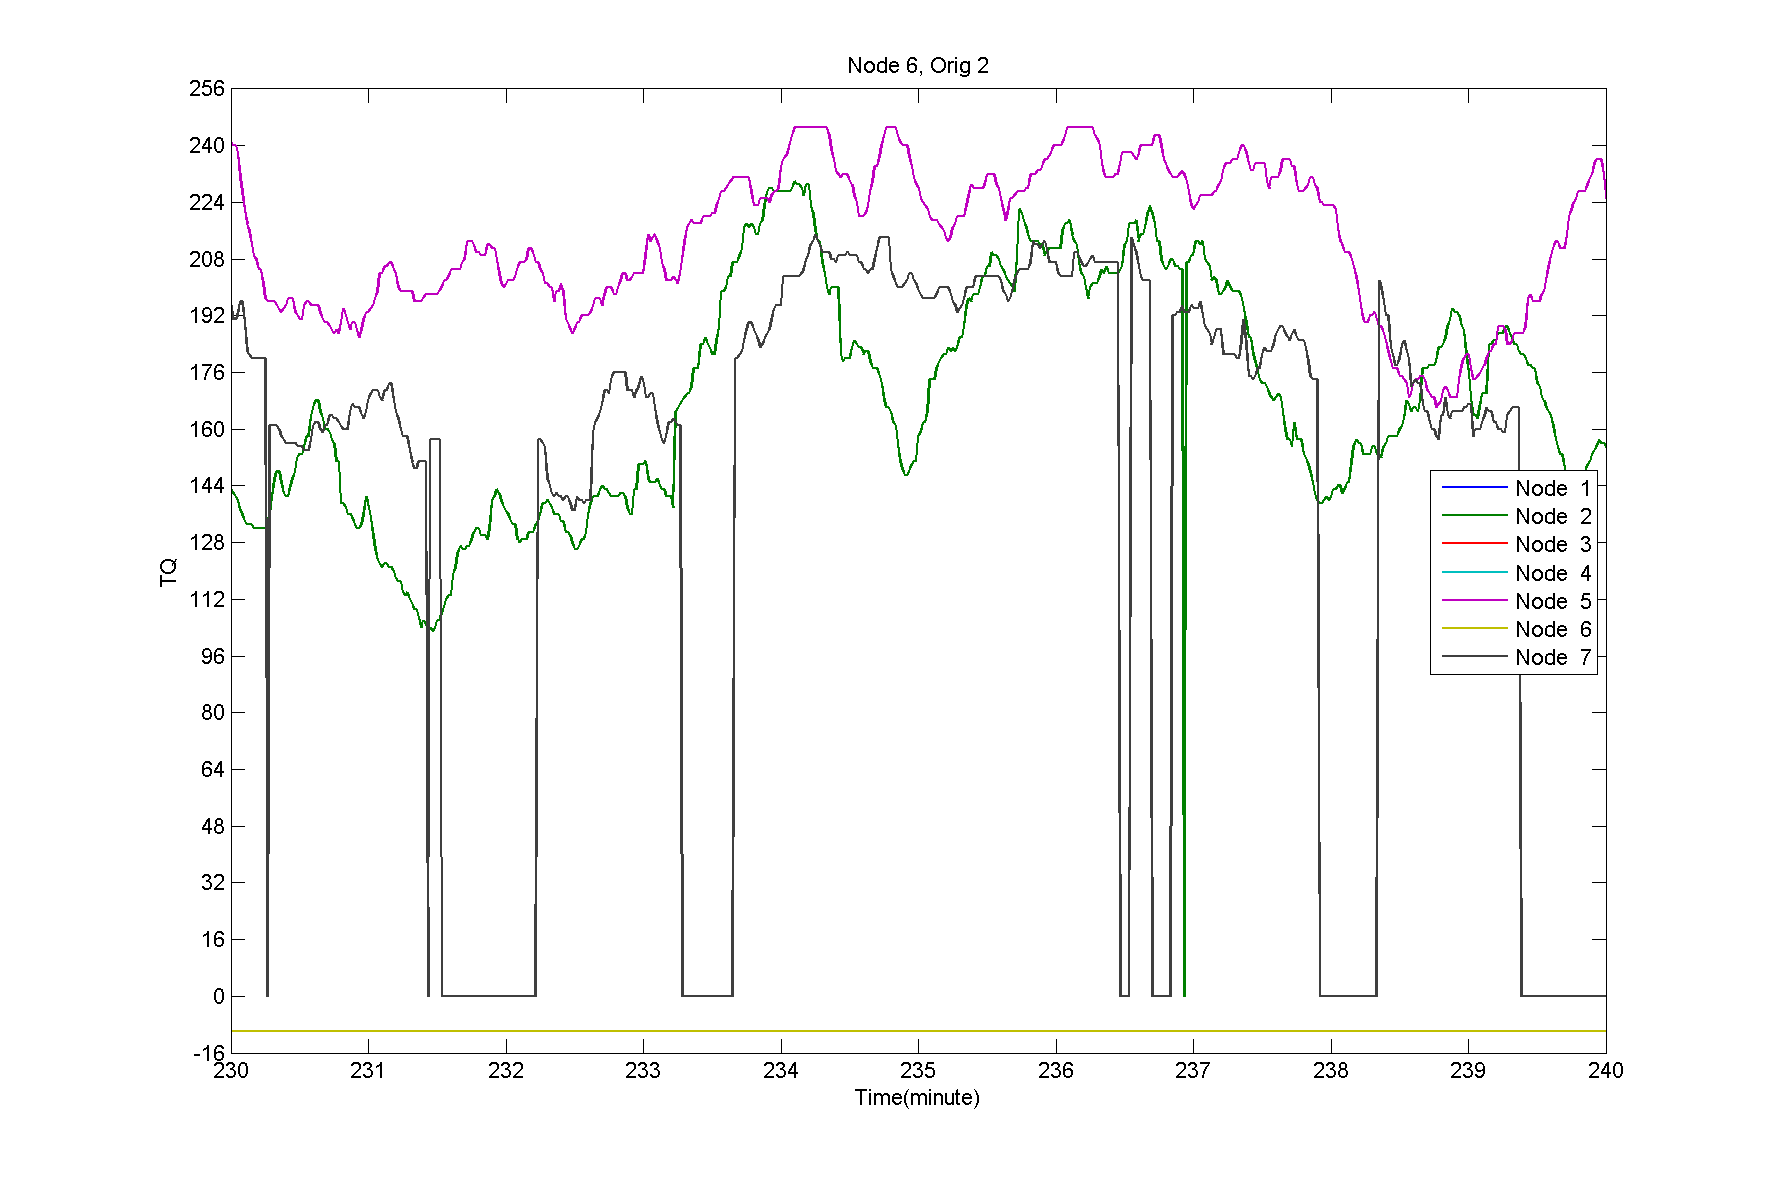 Node 6, Orig 2
256
240
224
208
192
176
160
144
128
112
96
80
64
48
32
16
0
-16
TQ
Node 1
Node 2
Node 3
Node 4
Node 5
Node 6
Node 7
230 231 232 233 234 235 236 237 238 239 240
Time(minute)